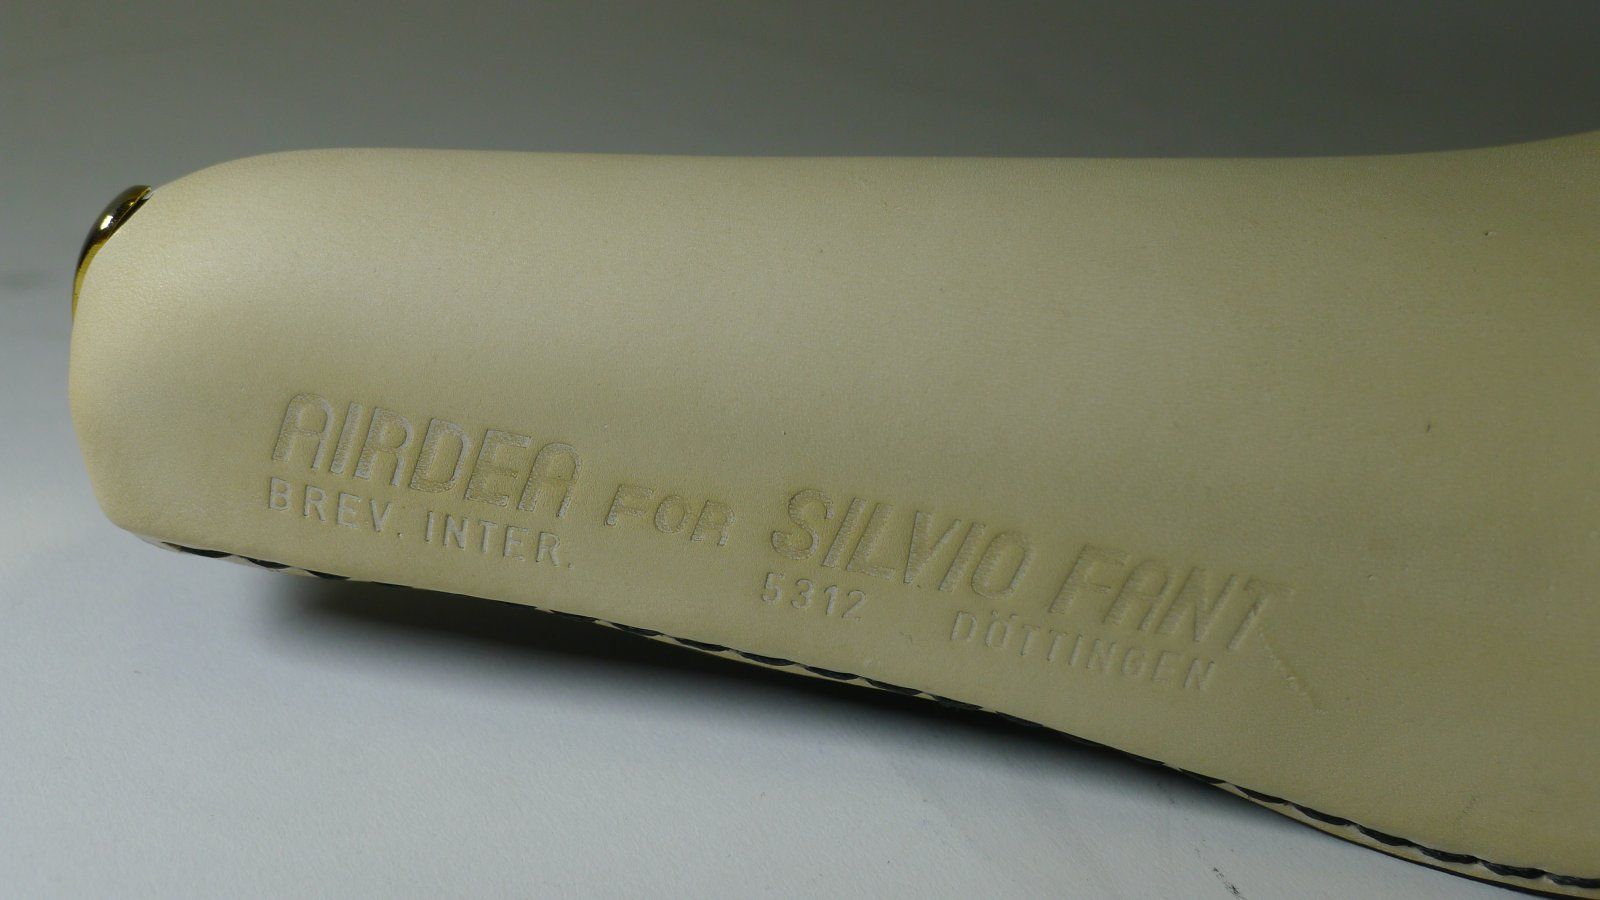 AIRDEA FOR SILVIO FANT
BREV. INTER. 5312 DÖTTINGEN